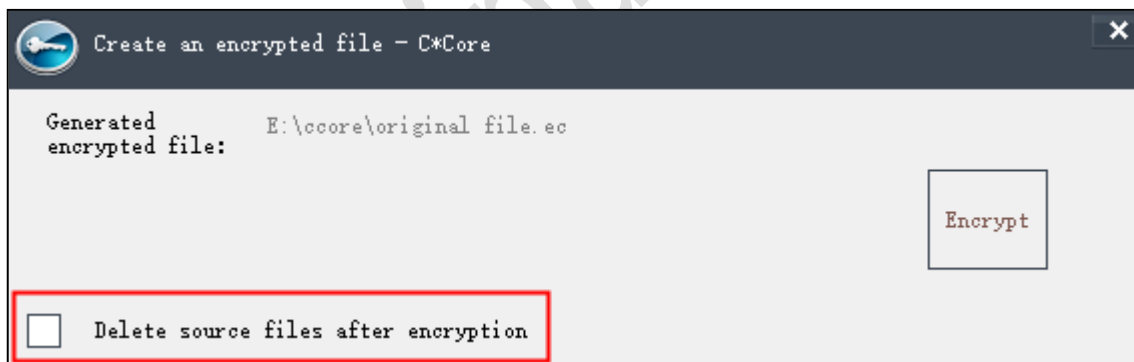 Create an encrypted file - C*Core
Generated
encrypted file:
E:\ccore\original file.ec
Encrypt
Delete source files after encryption